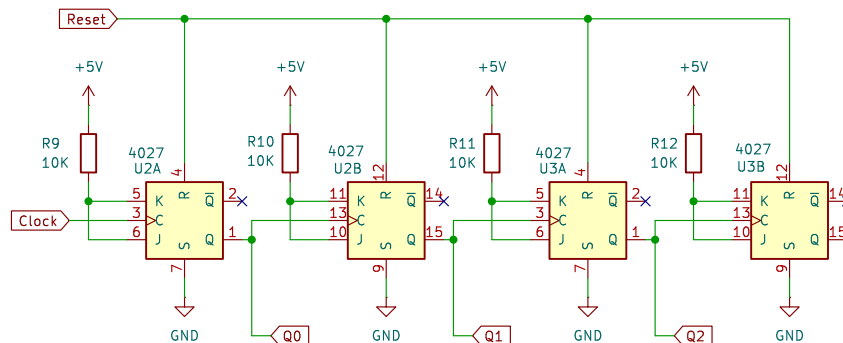 Reset
+5V
+5V
+5V
+5V
R9
10K
4027
U2A
R10
10K
4027
U2B
R11
10K
4027
U3A
R12
10K
4027
U3B
4
12
4
12
5 K R Q 2
3 C
6 J S Q 1
7
11 K R Q 14
13 C
10 J S Q 15
9
5 K R Q 2
3 C
6 J S Q 1
7
11 K R Q 14
13 C
10 J S Q 15
9
Clock
GND
Q0
GND
Q1
GND
Q2
GND